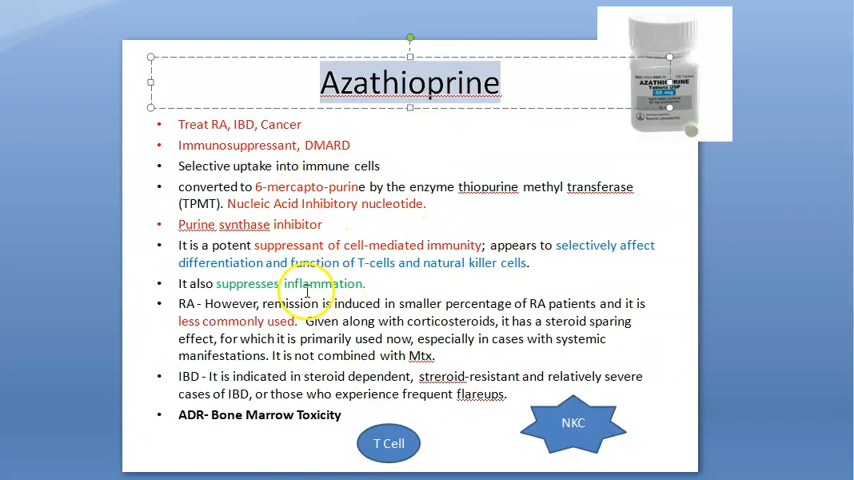 Azathioprine
AZATHIOPRINE
Tablets USP
50 mg
• Treat RA, IBD, Cancer
• Immunosuppressant, DMARD
• Selective uptake into immune cells
• converted to 6-mercapto-purine by the enzyme thiopurine methyl transferase
(TPMT). Nucleic Acid Inhibitory nucleotide.
• Purine synthase inhibitor
• It is a potent suppressant of cell-mediated immunity; appears to selectively affect
differentiation and function of T-cells and natural killer cells.
• It also suppresses inflammation.
• RA - However, remission is induced in smaller percentage of RA patients and it is
less commonly used. Given along with corticosteroids, it has a steroid sparing
effect, for which it is primarily used now, especially in cases with systemic
manifestations. It is not combined with Mtx.
• IBD - It is indicated in steroid dependent, streroid-resistant and relatively severe
cases of IBD, or those who experience frequent flareups.
• ADR- Bone Marrow Toxicity
T Cell
NKC